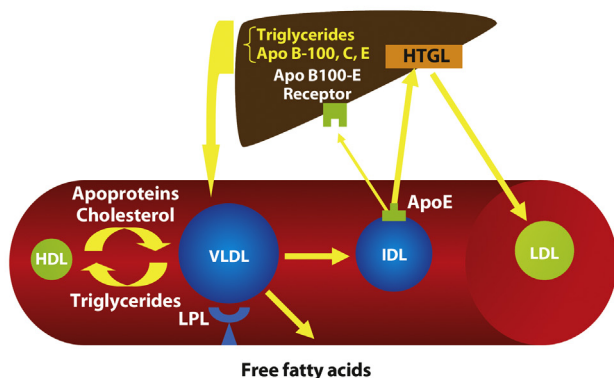 Triglycerides
Apo B-100, C, E
Apo B100-E
Receptor
HTGL
Apoproteins
Cholesterol
ApoE
HDL
VLDL
IDL
LDL
Triglycerides
LPL
Free fatty acids